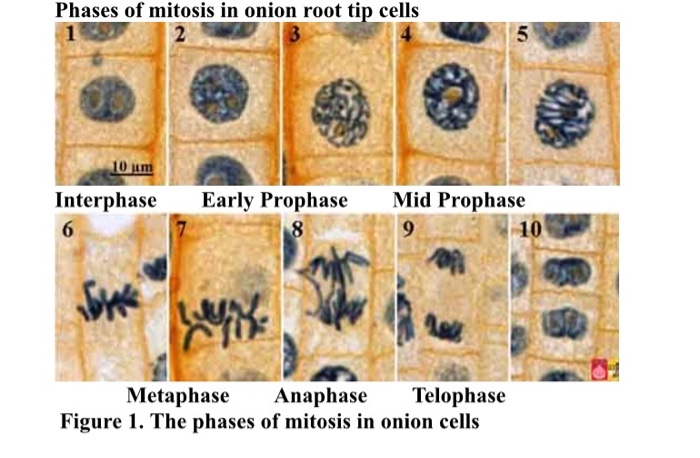 Phases of mitosis in onion root tip cells
1 2 3 4 5
10 µm
Interphase Early Prophase Mid Prophase
6 7 8 9 10
Metaphase Anaphase Telophase
Figure 1. The phases of mitosis in onion cells